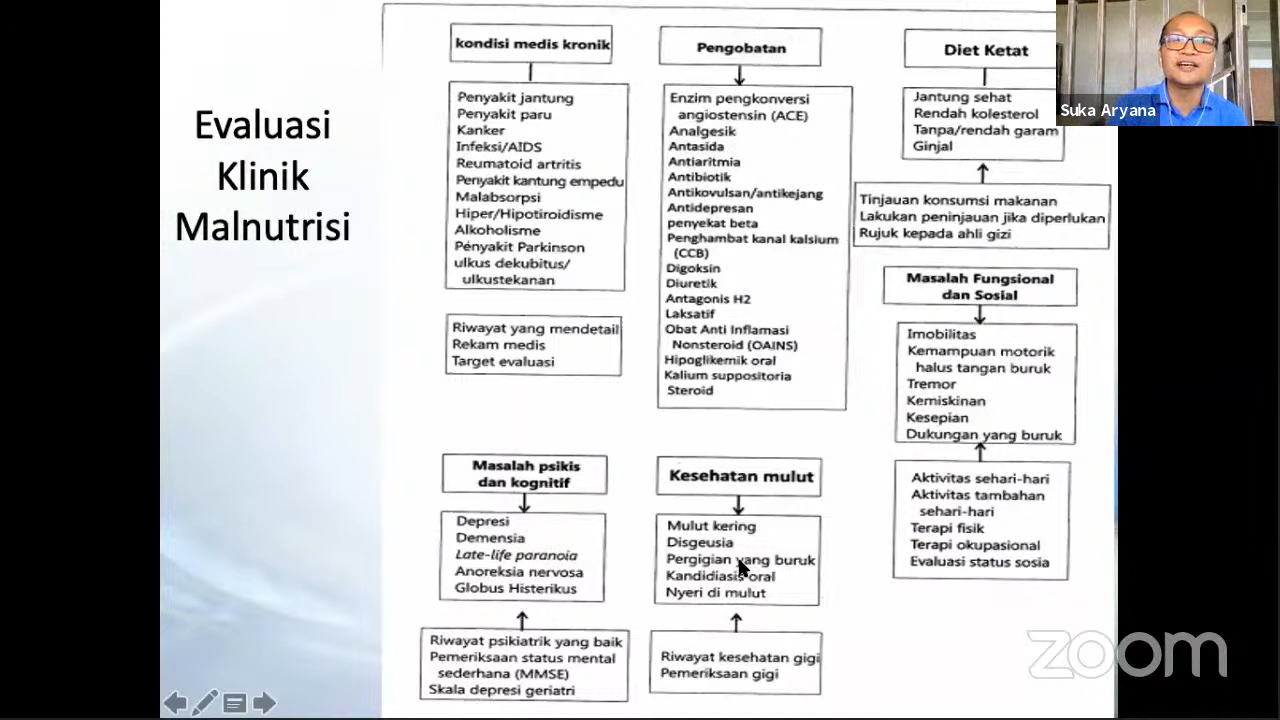 Evaluasi
Klinik
Malnutrisi
kondisi medis kronik
Penyakit jantung
Penyakit paru
Kanker
Infeksi/AIDS
Reumatoid artritis
Penyakit kantung empedu
Malabsorpsi
Hiper/Hipotiroidisme
Alkoholisme
Pényakit Parkinson
ulkus dekubitus/
ulkustekanan
Riwayat yang mendetail
Rekam medis
Target evaluasi
Pengobatan
Enzim pengkonversi
angiostensin (ACE)
Analgesik
Antasida
Antiaritmia
Antibiotik
Antikovulsan/antikejang
Antidepresan
penyekat beta
Penghambat kanal kalsium
(CCB)
Digoksin
Diuretik
Antagonis H2
Laksatif
Obat Anti Inflamasi
Nonsteroid (OAINS)
Hipoglikemik oral
Kalium suppositoria
Steroid
Diet Ketat
Jantung sehat
Rendah kolesterol
Tanpa/rendah garam
Ginjal
Tinjauan konsumsi makanan
Lakukan peninjauan jika diperlukan
Rujuk kepada ahli gizi
Masalah Fungsional
dan Sosial
Imobilitas
Kemampuan motorik
halus tangan buruk
Tremor
Kemiskinan
Kesepian
Dukungan yang buruk
Aktivitas sehari-hari
Aktivitas tambahan
sehari-hari
Terapi fisik
Terapi okupasional
Evaluasi status sosia
Masalah psikis
dan kognitif
Depresi
Demensia
Late-life paranoia
Anoreksia nervosa
Globus Histerikus
Riwayat psikiatrik yang baik
Pemeriksaan status mental
sederhana (MMSE)
Skala depresi geriatri
Kesehatan mulut
Mulut kering
Disgeusia
Pergigian yang buruk
Kandidiasis oral
Nyeri di mulut
Riwayat kesehatan gigi
Pemeriksaan gigi
Suka Aryana
zoom